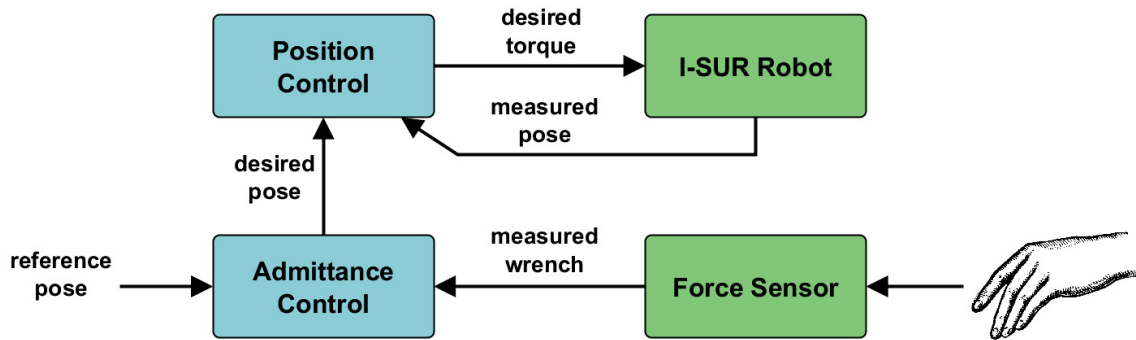 Position
Control
desired
torque
I-SUR Robot
measured
pose
desired
pose
reference
pose
Admittance
Control
measured
wrench
Force Sensor